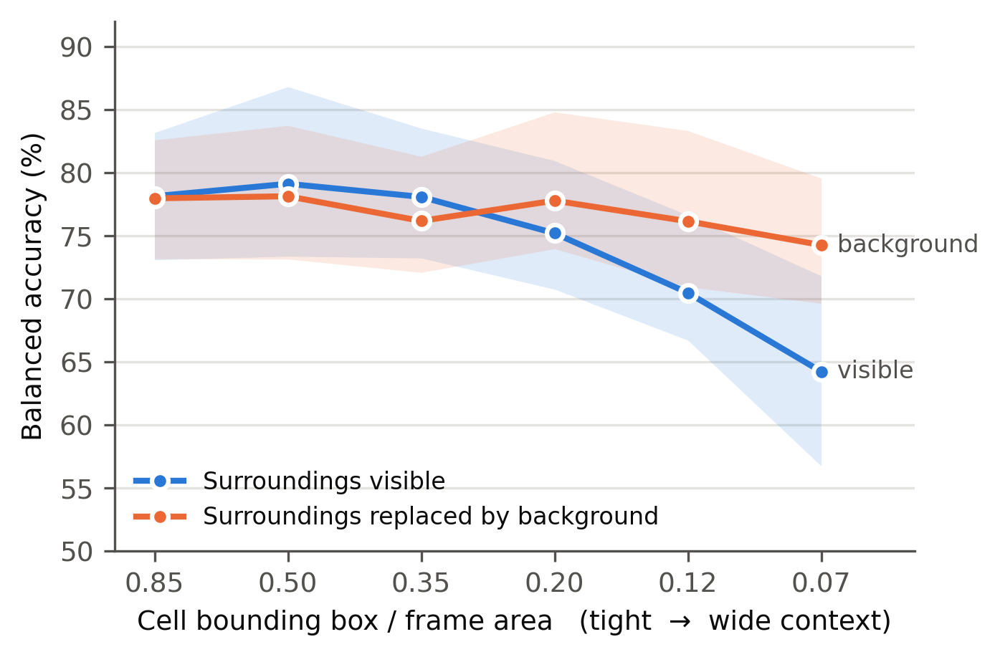 Balanced accuracy (%)
90
85
80
75
70
65
60
55
50
background
visible
Surroundings visible
Surroundings replaced by background
0.85 0.50 0.35 0.20 0.12 0.07
Cell bounding box / frame area (tight → wide context)